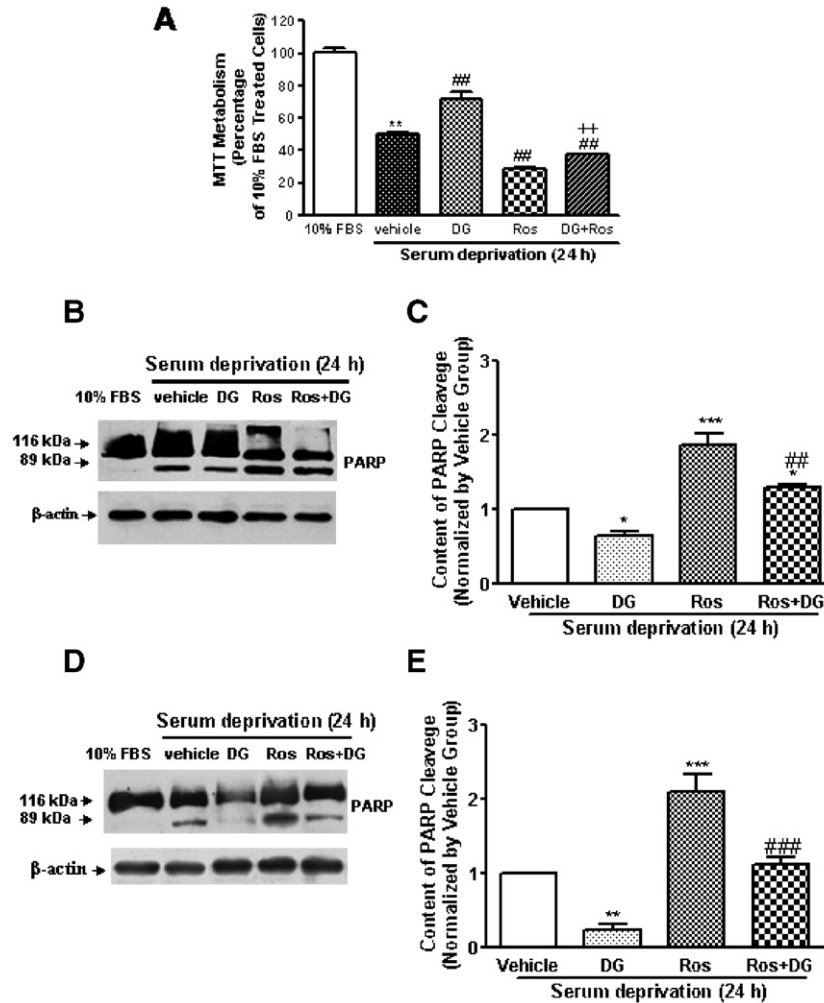 A
MTT Metabolism
(Percentage
of 10% FBS Treated Cells)
120
100
80
60
40
20
0
**
##
##
++
##
10% FBS vehicle DG Ros DG+Ros
Serum deprivation (24 h)
B
Serum deprivation (24 h)
10% FBS vehicle DG Ros Ros+DG
116 kDa
89 kDa
PARP
β-actin
C
Content of PARP Cleavege
(Normalized by Vehicle Group)
3
2
1
0
*
***
##
*
Vehicle DG Ros Ros+DG
Serum deprivation (24 h)
D
Serum deprivation (24 h)
10% FBS vehicle DG Ros Ros+DG
116 kDa
89 kDa
PARP
β-actin
E
Content of PARP Cleavege
(Normalized by Vehicle Group)
3
2
1
0
**
***
###
Vehicle DG Ros Ros+DG
Serum deprivation (24 h)